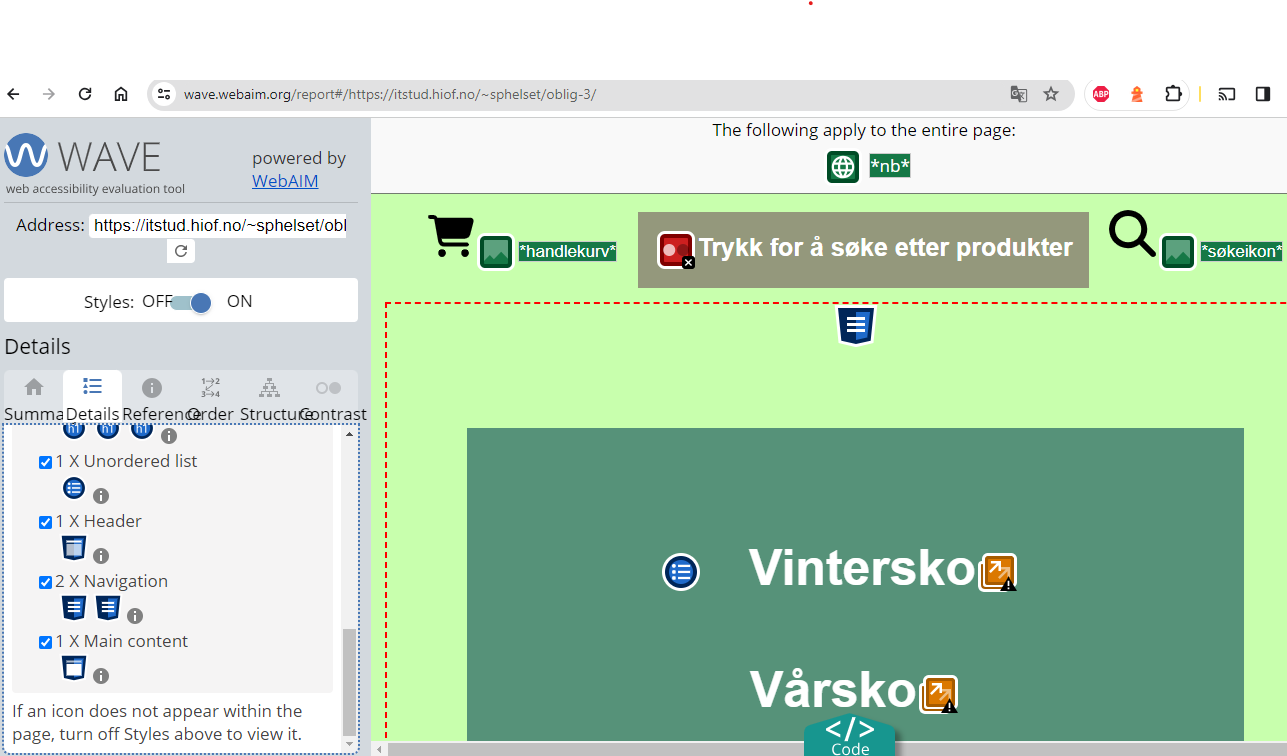 wave.webaim.org/report#/https://itstud.hiof.no/~sphelset/oblig-3/
ABP
WAVE
web accessibility evaluation tool
powered by
WebAIM
Address: https://itstud.hiof.no/~sphelset/obl
Styles: OFF ON
Details
Summa Details Reference Order Structure Contrast
h1 h1 h1
1 X Unordered list
1 X Header
2 X Navigation
1 X Main content
If an icon does not appear within the
page, turn off Styles above to view it.
The following apply to the entire page:
*nb*
*handlekurv*
Trykk for å søke etter produkter
*søkeikon*
Vintersko
Vårsko
</>
Code